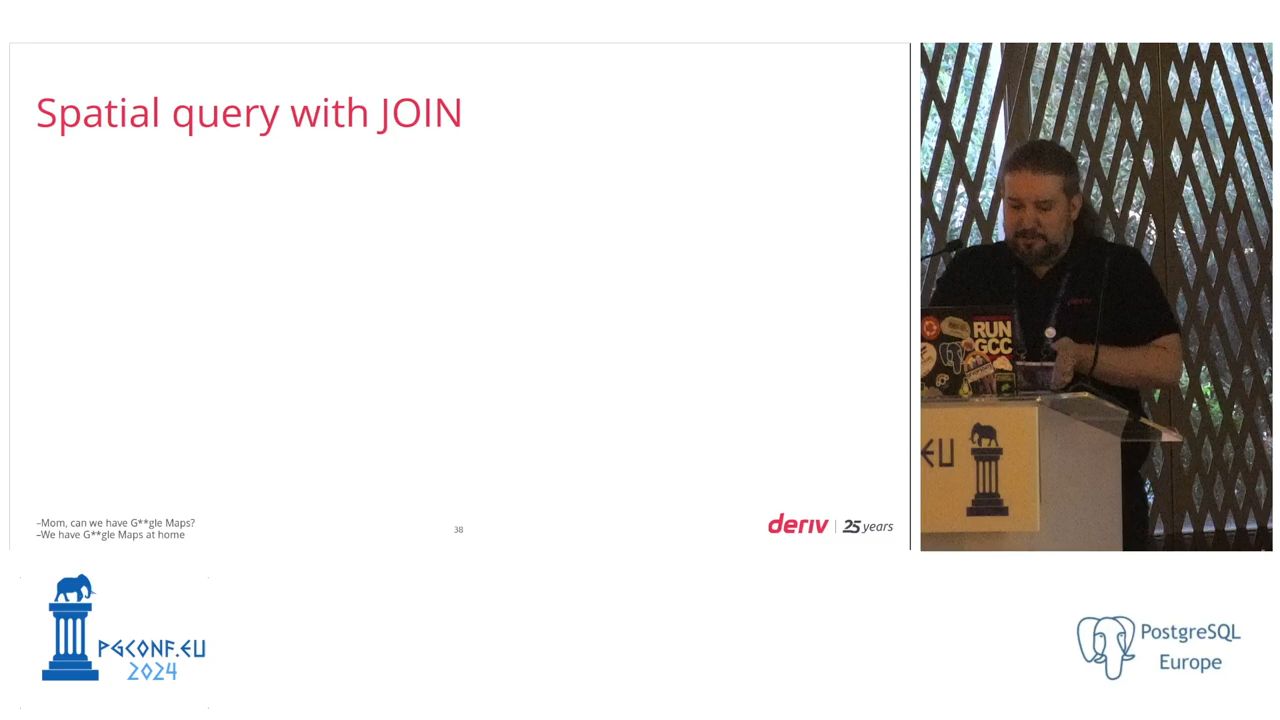 Spatial query with JOIN
–Mom, can we have G**gle Maps?
–We have G**gle Maps at home
38
deriv
25 years
deriv
RUN
GCC
EU
PGCONF.EU
2024
PostgreSQL
Europe